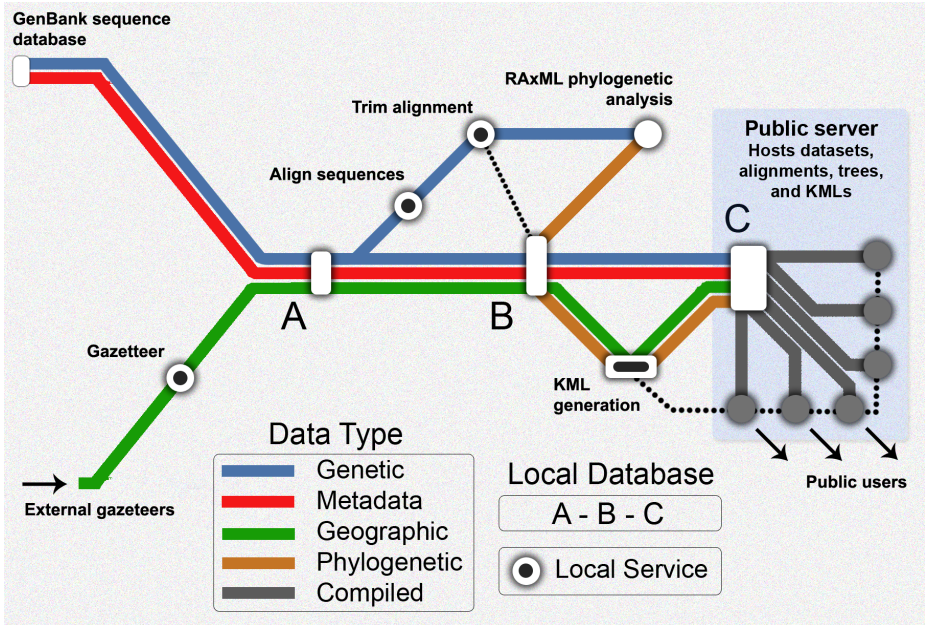 GenBank sequence
database
Trim alignment
RAxML phylogenetic
analysis
Public server
Hosts datasets,
alignments, trees,
and KMLs
Align sequences
C
A
B
Gazetteer
KML
generation
External gazeteers
Public users
Data Type
Genetic
Metadata
Geographic
Phylogenetic
Compiled
Local Database
A - B - C
Local Service